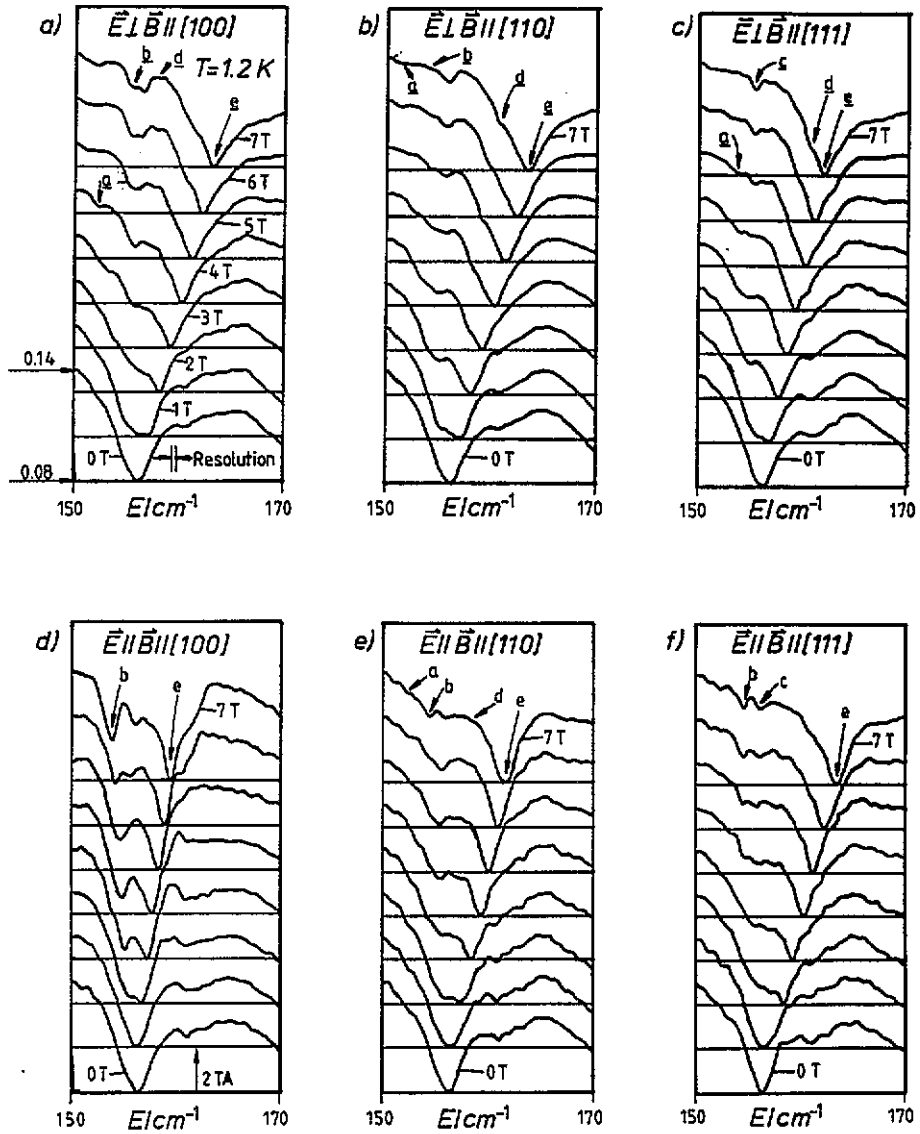 a) E⊥B∥[100]
b d T=1.2 K
e
7T
6T
a
5T
4T
3T
0.14
2T
1T
0T Resolution
0.08
150 E/cm⁻¹ 170
b) E⊥B∥[110]
b
a
d
e
7T
0T
150 E/cm⁻¹ 170
c) E⊥B∥[111]
c
d
e
a
7T
0T
150 E/cm⁻¹ 170
d) E∥B∥[100]
b e
7T
0T 2TA
150 E/cm⁻¹ 170
e) E∥B∥[110]
a
b d e
7T
0T
150 E/cm⁻¹ 170
f) E∥B∥[111]
b c
e
7T
0T
150 E/cm⁻¹ 170